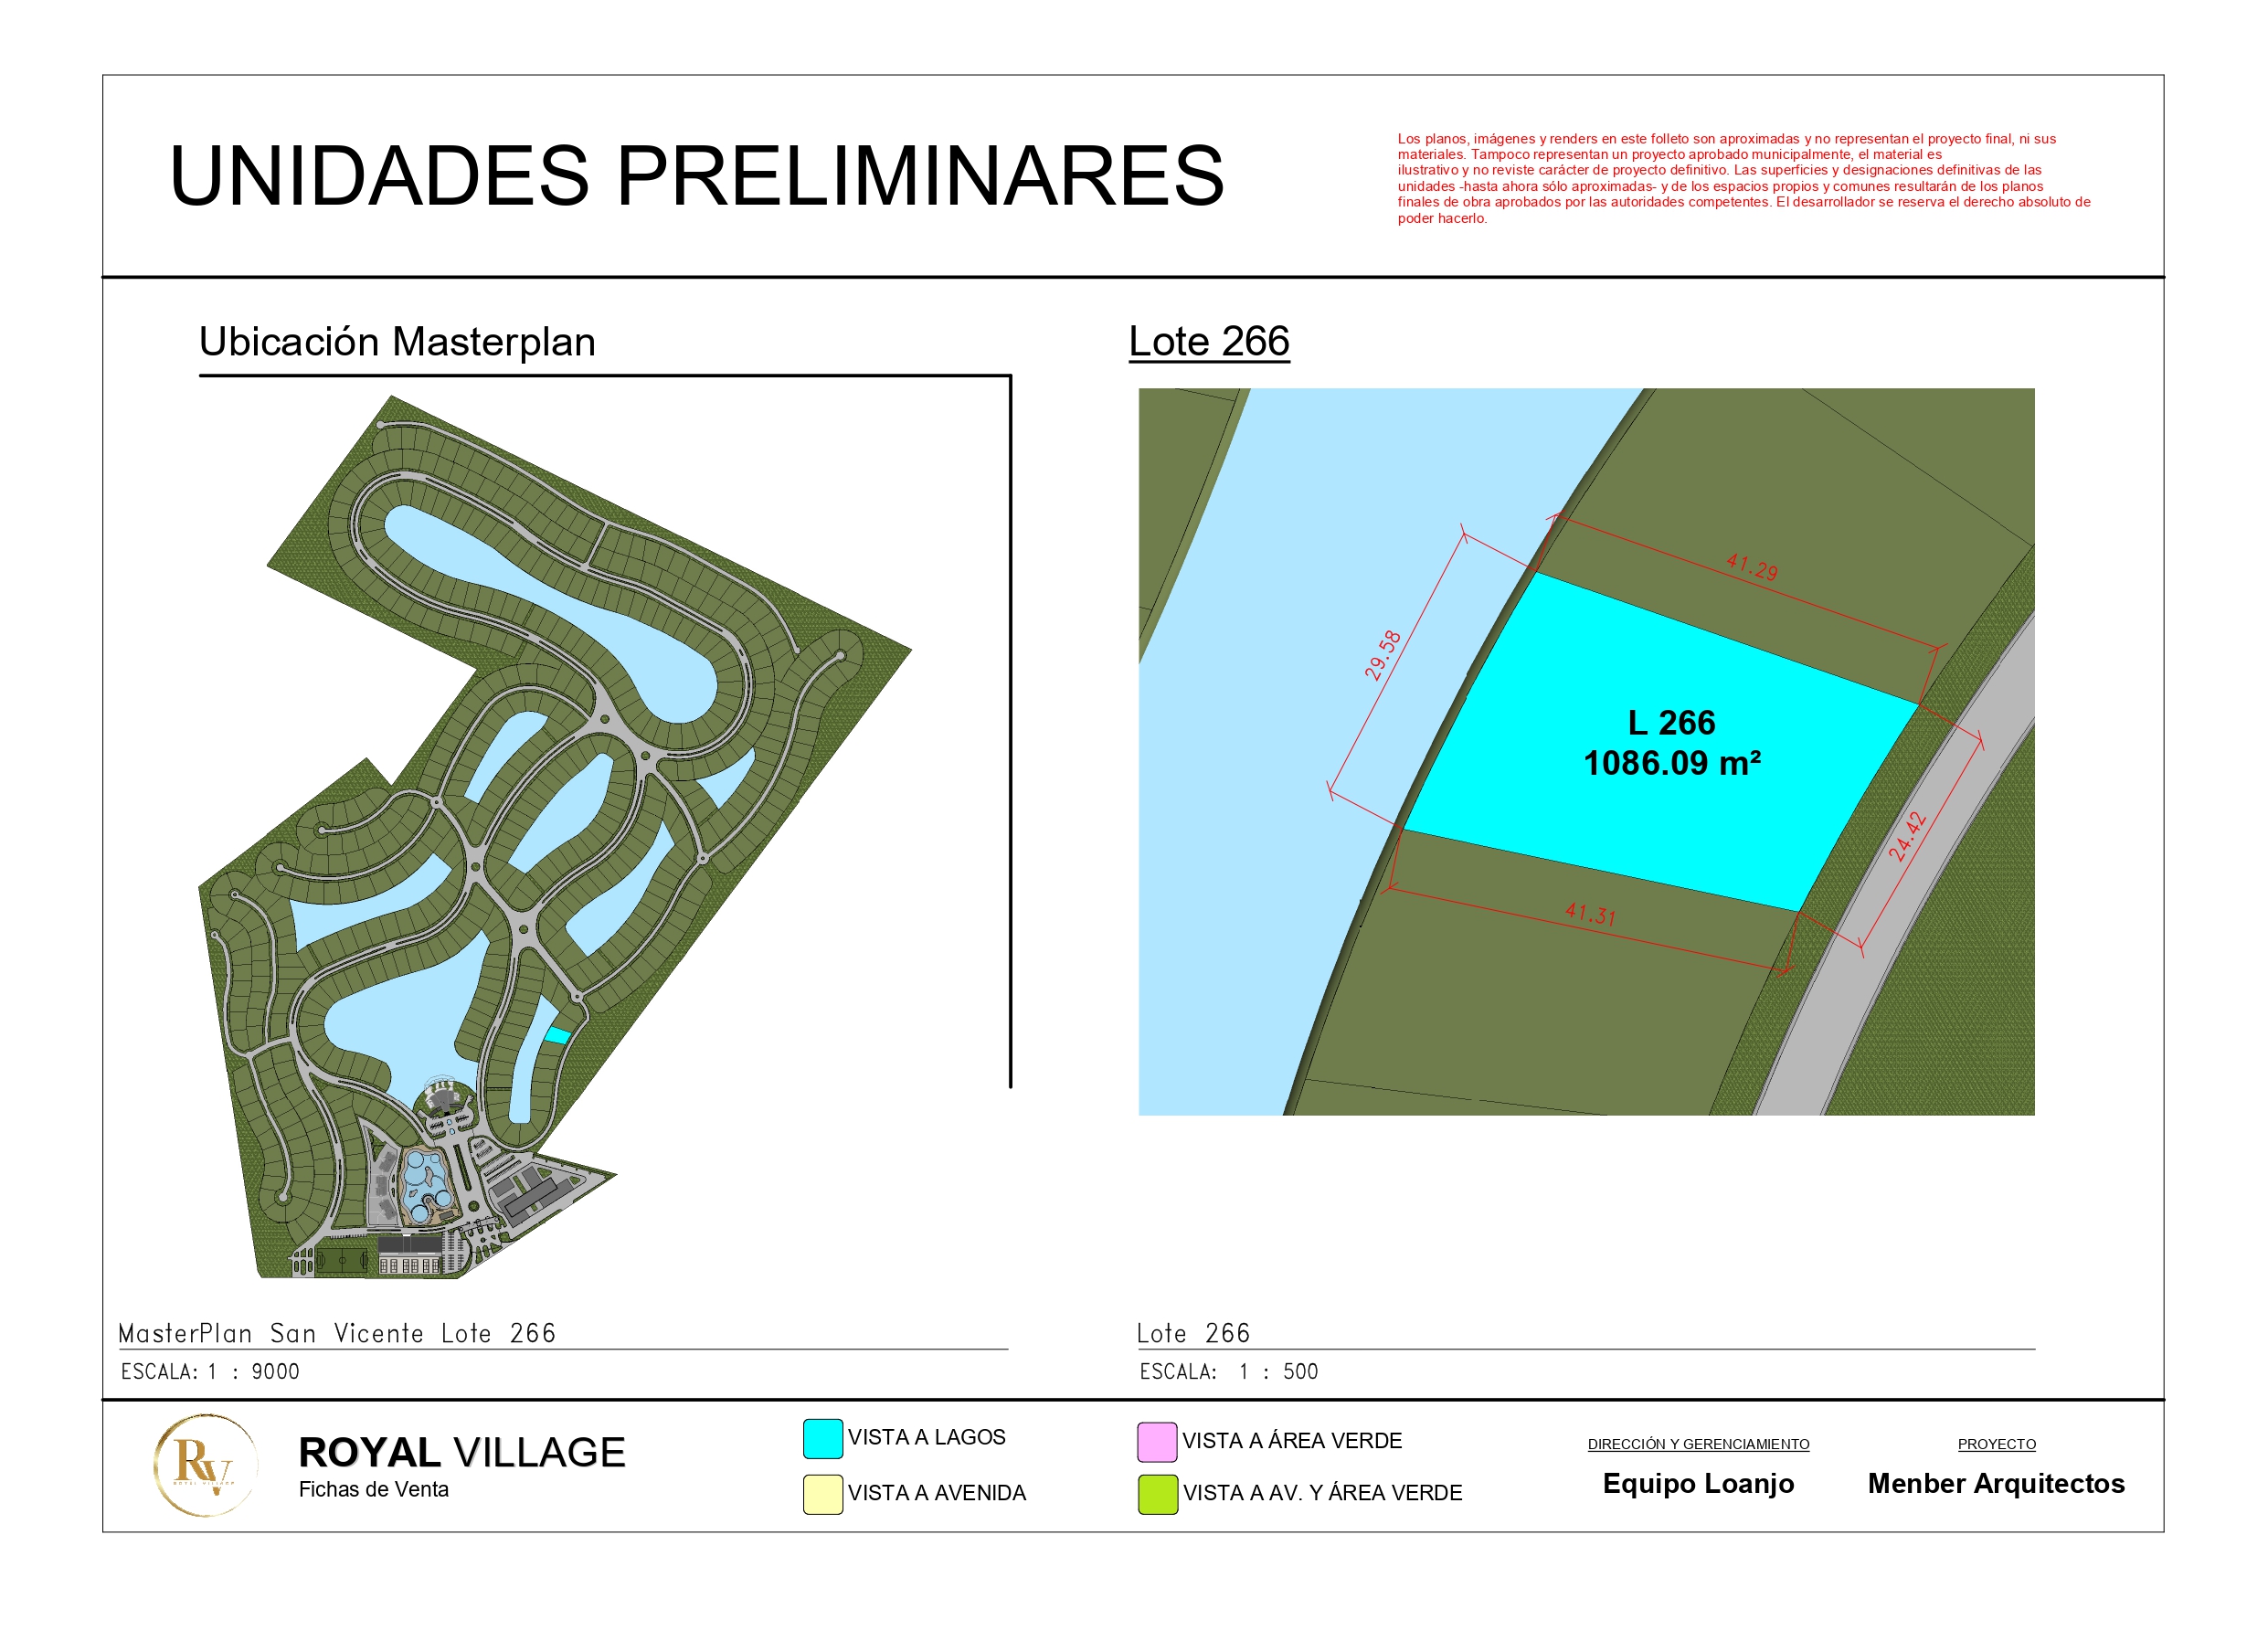 UNIDADES PRELIMINARES
Los planos, imágenes y renders en este folleto son aproximadas y no representan el proyecto final, ni sus
materiales. Tampoco representan un proyecto aprobado municipalmente, el material es
ilustrativo y no reviste carácter de proyecto definitivo. Las superficies y designaciones definitivas de las
unidades -hasta ahora sólo aproximadas- y de los espacios propios y comunes resultarán de los planos
finales de obra aprobados por las autoridades competentes. El desarrollador se reserva el derecho absoluto de
poder hacerlo.
Ubicación Masterplan
Lote 266
41.29
29.58
L 266
1086.09 m²
24.42
41.31
MasterPlan San Vicente Lote 266
ESCALA: 1 : 9000
Lote 266
ESCALA: 1 : 500
RV
ROYAL VILLAGE
ROYAL VILLAGE
Fichas de Venta
VISTA A LAGOS
VISTA A AVENIDA
VISTA A ÁREA VERDE
VISTA A AV. Y ÁREA VERDE
DIRECCIÓN Y GERENCIAMIENTO
Equipo Loanjo
PROYECTO
Menber Arquitectos